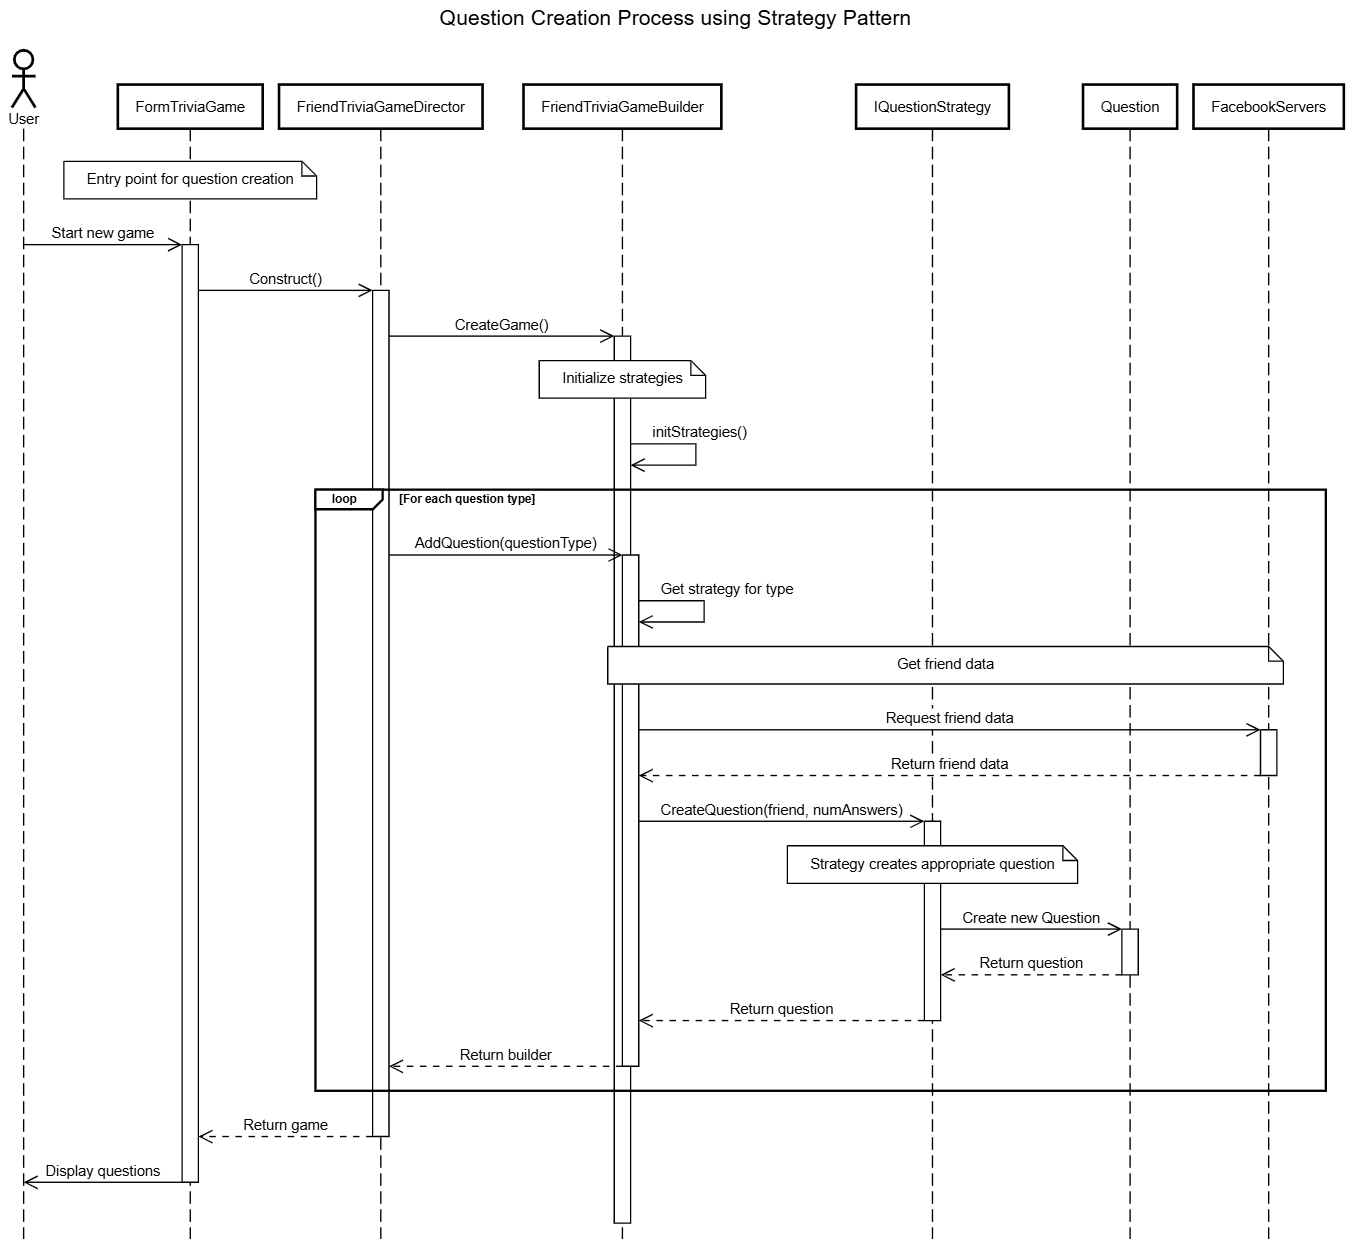 Question Creation Process using Strategy Pattern
User
FormTriviaGame
FriendTriviaGameDirector
FriendTriviaGameBuilder
IQuestionStrategy
Question
FacebookServers
Entry point for question creation
Start new game
Construct()
CreateGame()
Initialize strategies
initStrategies()
loop
[For each question type]
AddQuestion(questionType)
Get strategy for type
Get friend data
Request friend data
Return friend data
CreateQuestion(friend, numAnswers)
Strategy creates appropriate question
Create new Question
Return question
Return question
Return builder
Return game
Display questions